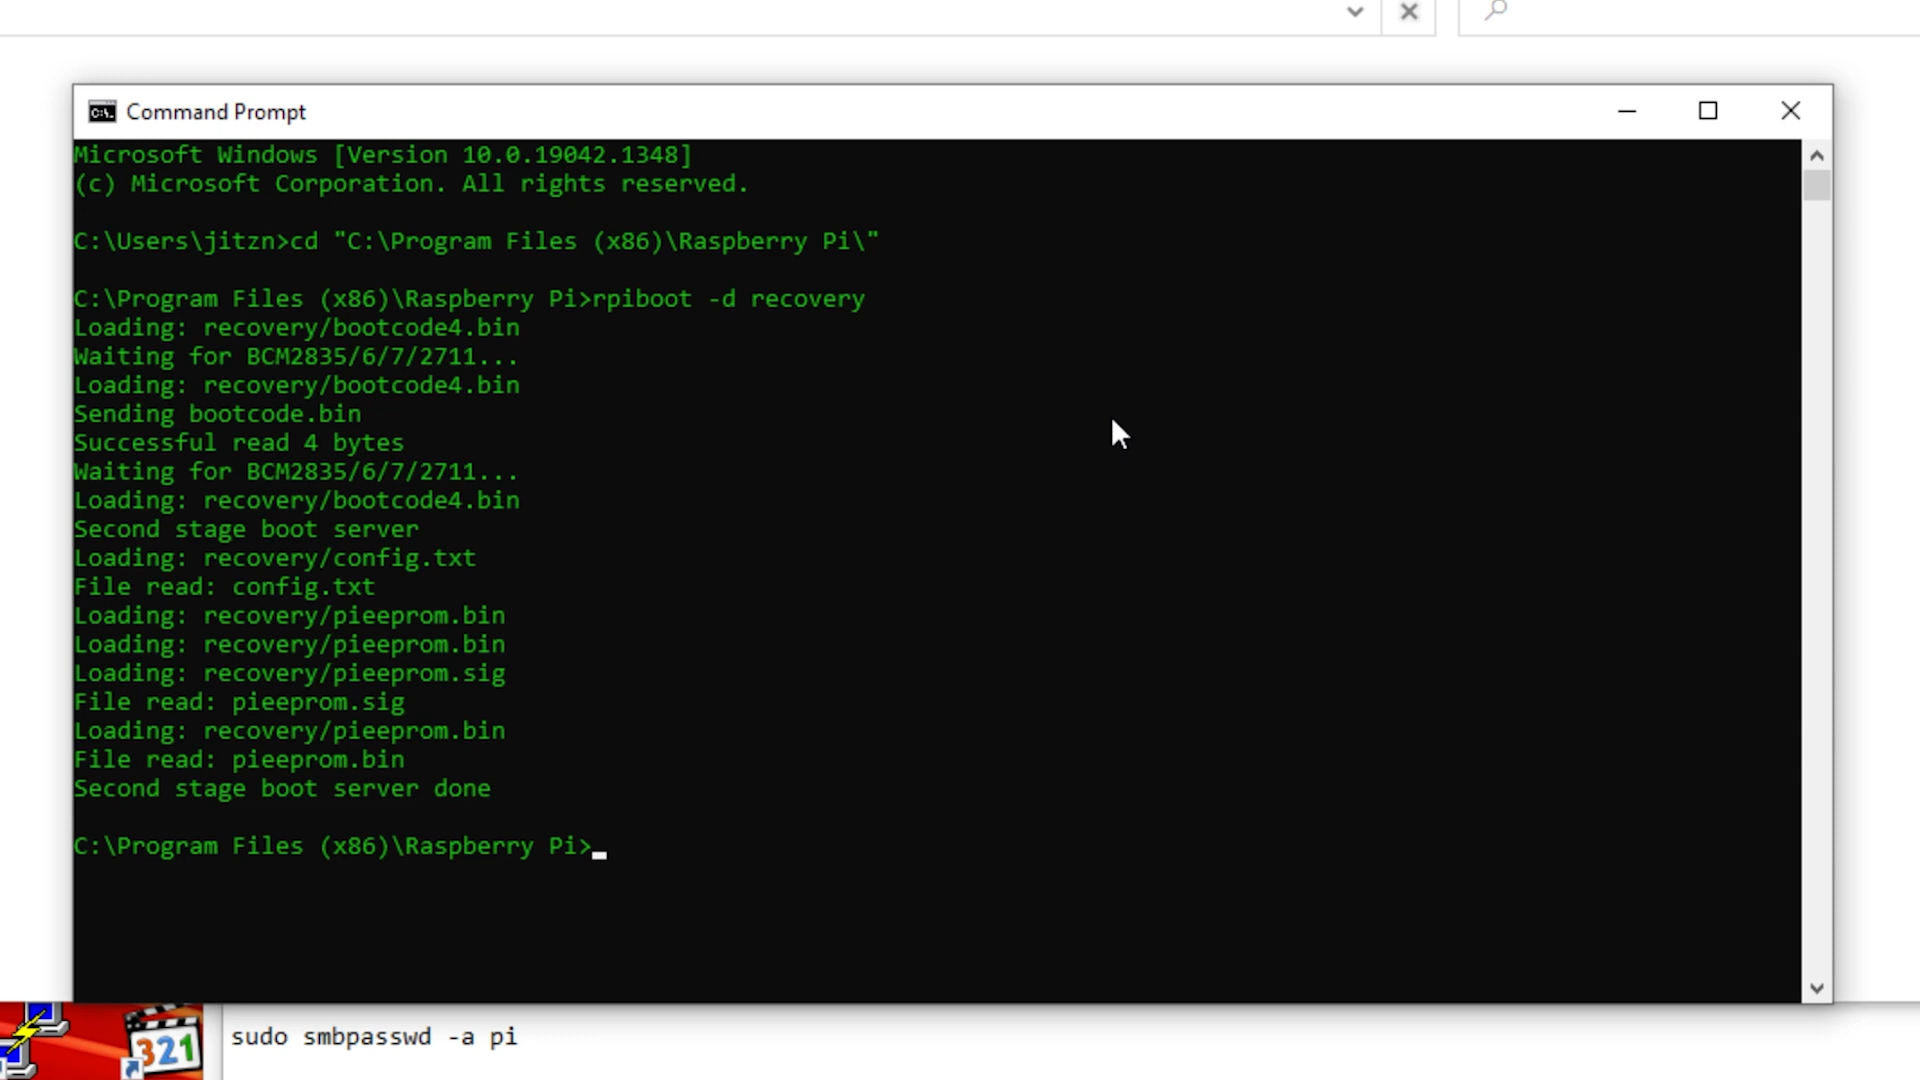 Command Prompt
Microsoft Windows [Version 10.0.19042.1348]
(c) Microsoft Corporation. All rights reserved.
C:\Users\jitzn>cd "C:\Program Files (x86)\Raspberry Pi\"
C:\Program Files (x86)\Raspberry Pi>rpiboot -d recovery
Loading: recovery/bootcode4.bin
Waiting for BCM2835/6/7/2711...
Loading: recovery/bootcode4.bin
Sending bootcode.bin
Successful read 4 bytes
Waiting for BCM2835/6/7/2711...
Loading: recovery/bootcode4.bin
Second stage boot server
Loading: recovery/config.txt
File read: config.txt
Loading: recovery/pieeprom.bin
Loading: recovery/pieeprom.bin
Loading: recovery/pieeprom.sig
File read: pieeprom.sig
Loading: recovery/pieeprom.bin
File read: pieeprom.bin
Second stage boot server done
C:\Program Files (x86)\Raspberry Pi>
321
sudo smbpasswd -a pi